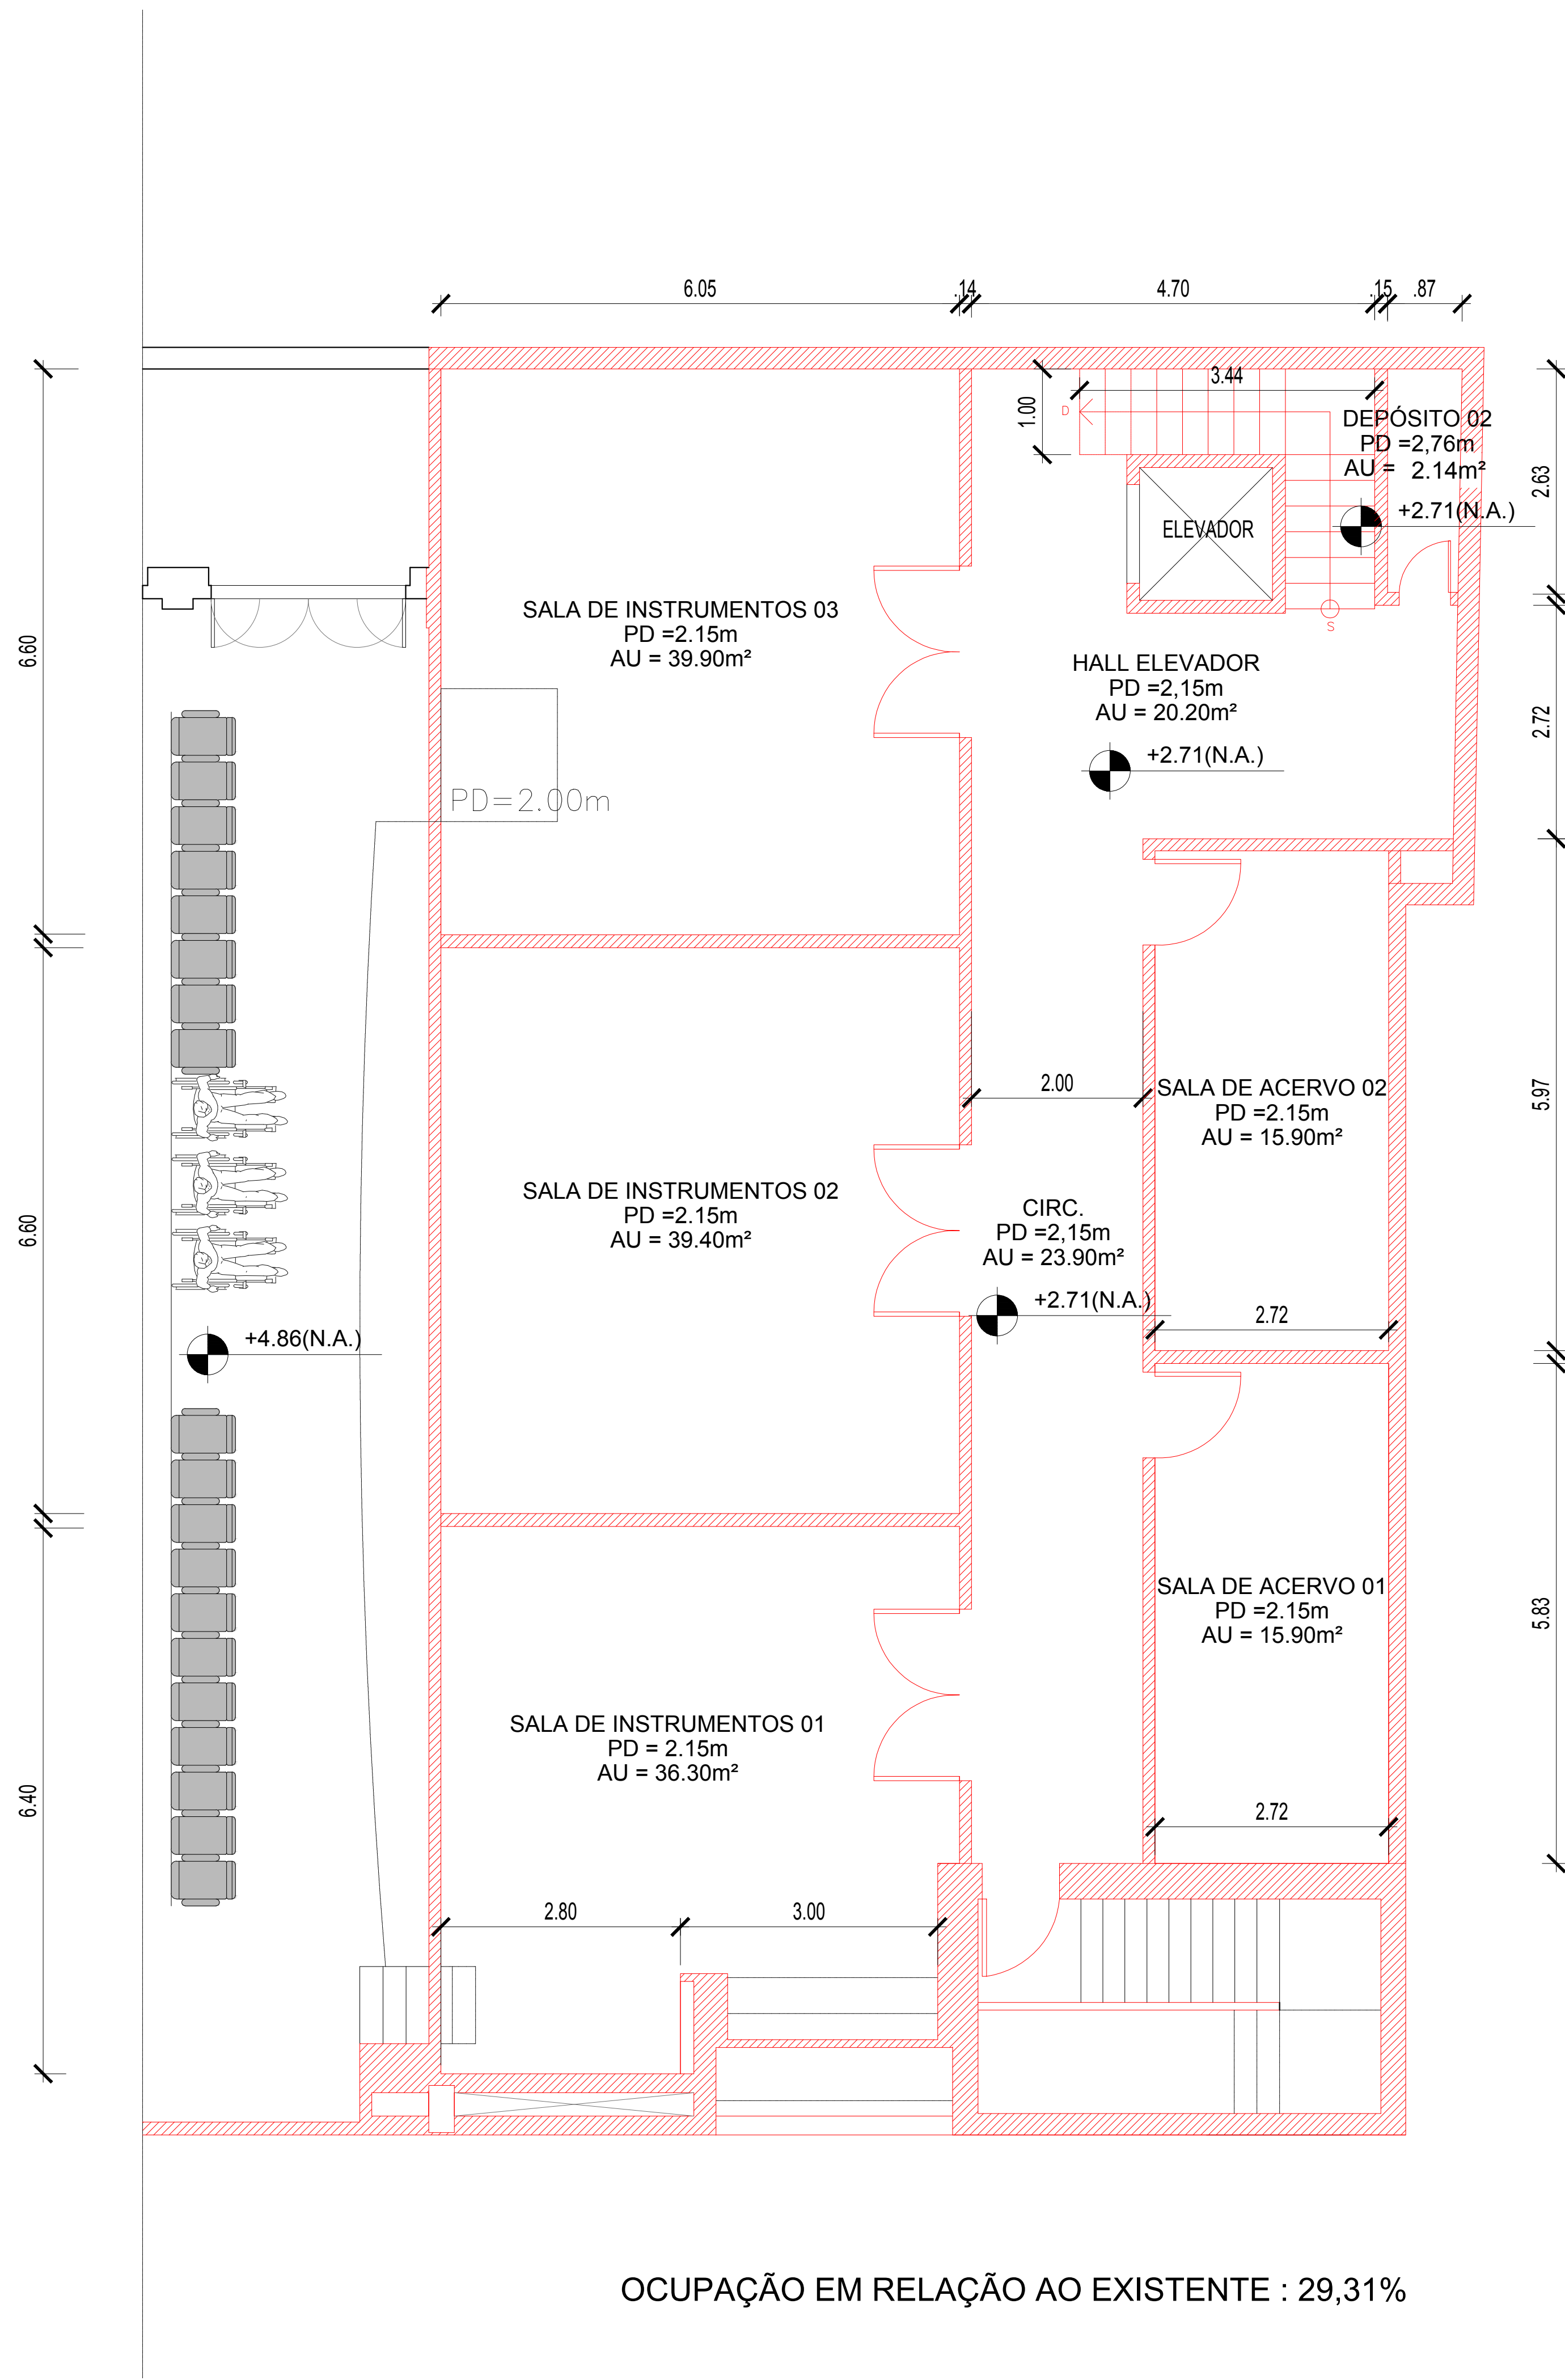 6.05
.14
4.70
.15
.87
3.44
1.00
D
DEPÓSITO 02
PD =2,76m
AU = 2.14m²
2.63
+2.71(N.A.)
ELEVADOR
S
SALA DE INSTRUMENTOS 03
PD =2.15m
AU = 39.90m²
6.60
HALL ELEVADOR
PD =2,15m
AU = 20.20m²
2.72
+2.71(N.A.)
PD=2.00m
2.00
SALA DE ACERVO 02
PD =2.15m
AU = 15.90m²
5.97
SALA DE INSTRUMENTOS 02
PD =2.15m
AU = 39.40m²
6.60
CIRC.
PD =2,15m
AU = 23.90m²
+2.71(N.A.)
2.72
+4.86(N.A.)
SALA DE ACERVO 01
PD =2.15m
AU = 15.90m²
5.83
SALA DE INSTRUMENTOS 01
PD = 2.15m
AU = 36.30m²
6.40
2.72
2.80
3.00
OCUPAÇÃO EM RELAÇÃO AO EXISTENTE : 29,31%